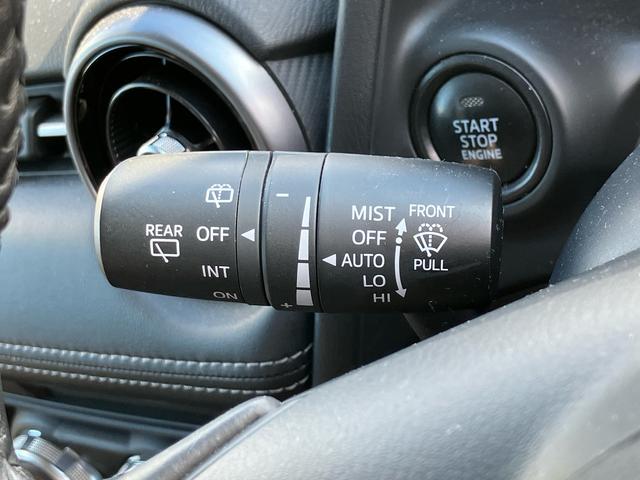 START
STOP
ENGINE
REAR
OFF
INT
ON
−
+
MIST
OFF
AUTO
LO
HI
FRONT
PULL